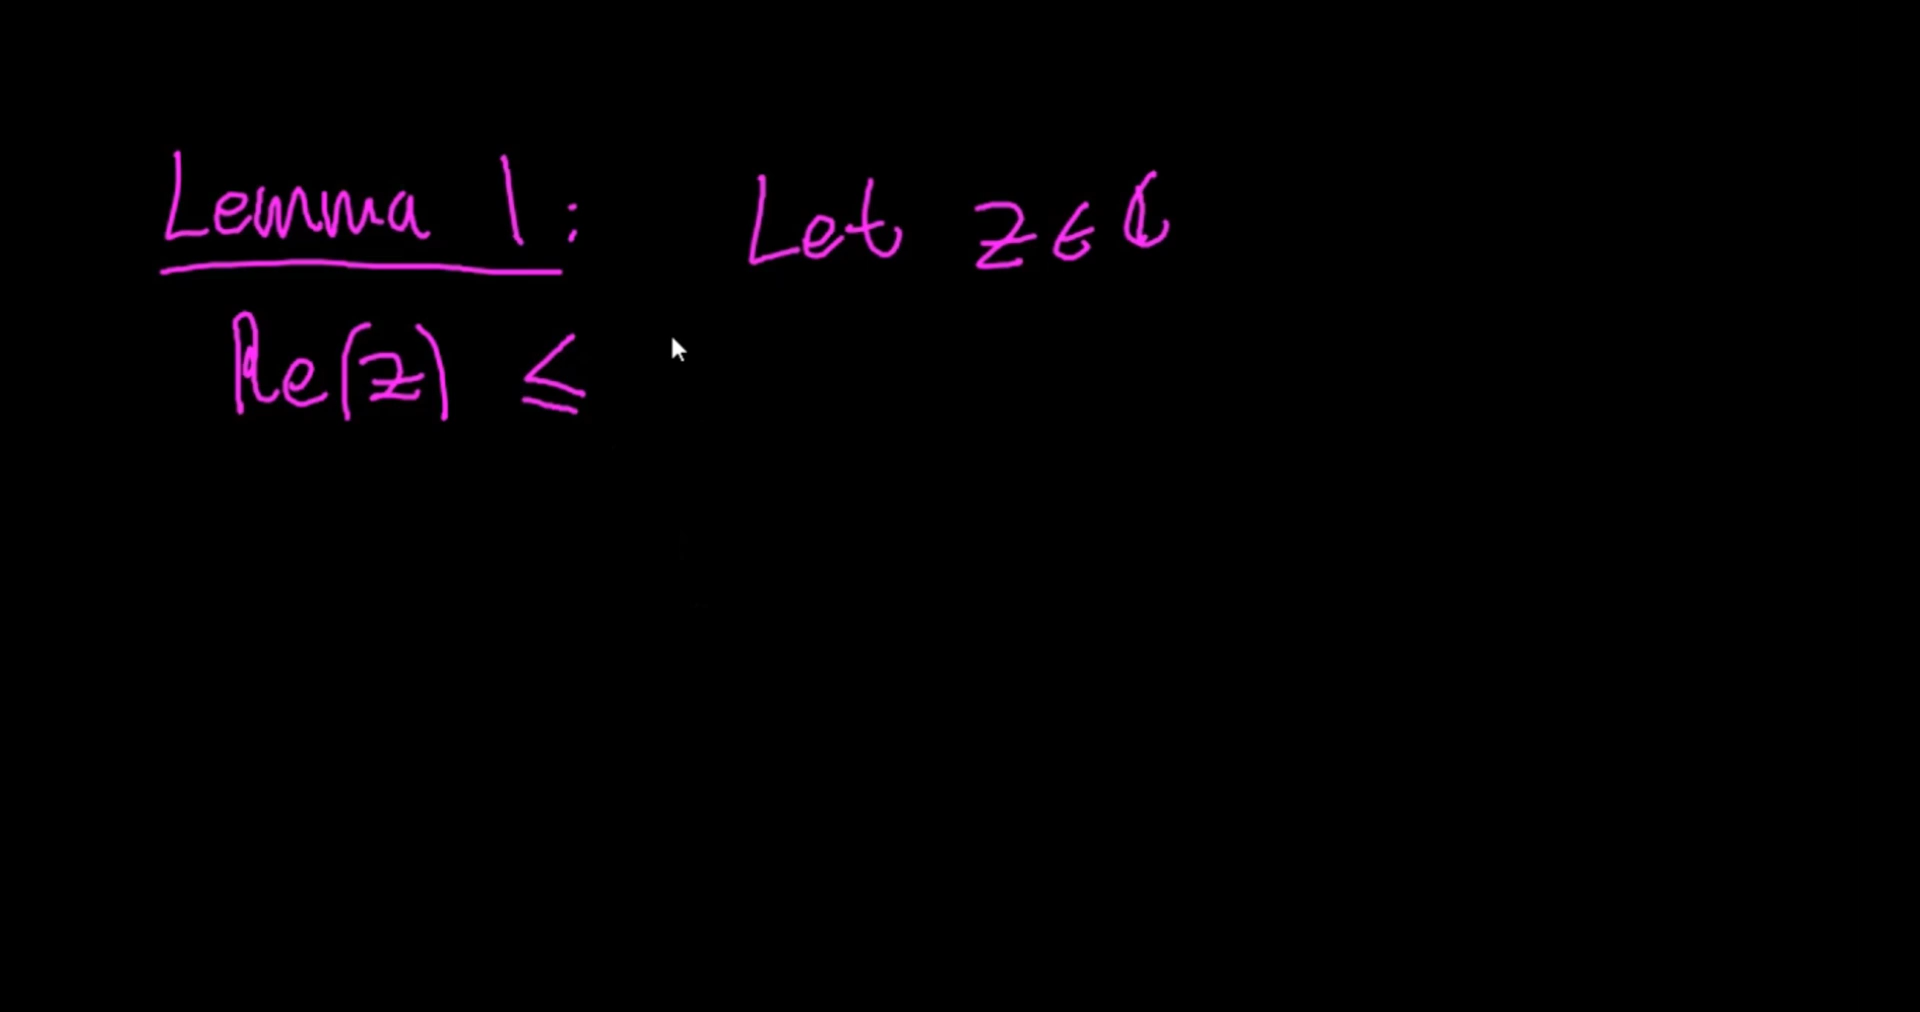 Lemma 1: Let z ∈ ℂ
Re(z) ≤